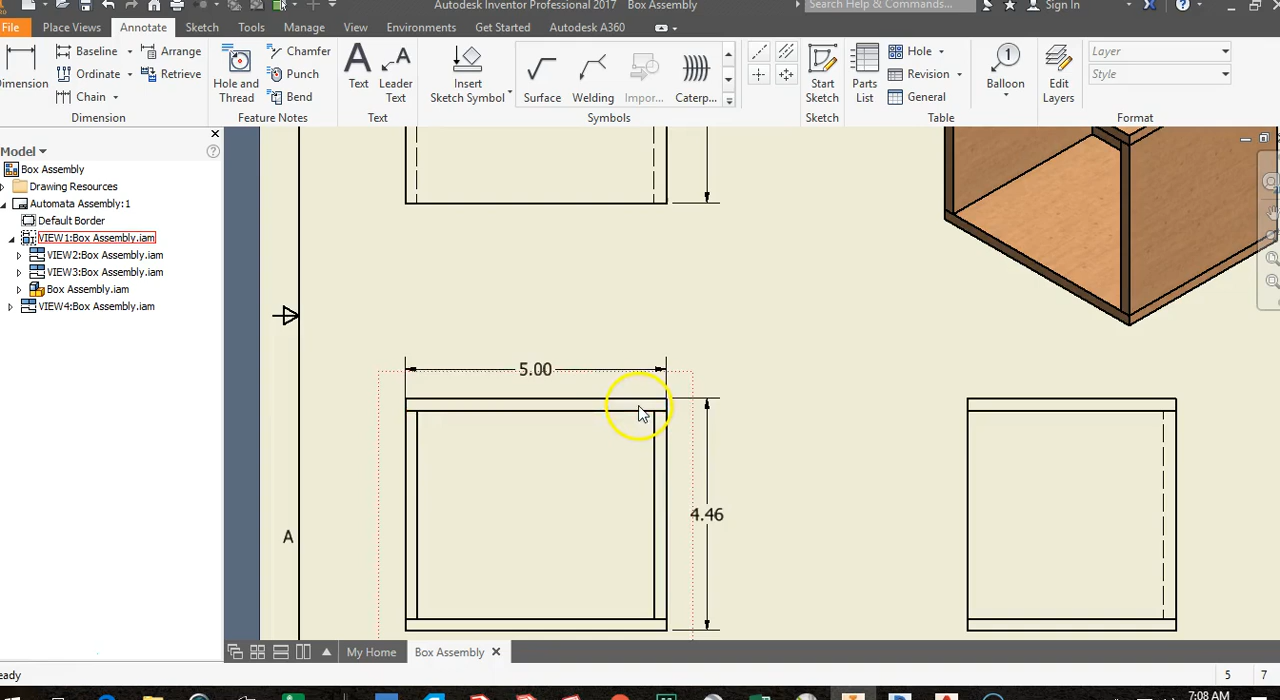 Autodesk Inventor Professional 2017 Box Assembly
Search Help & Commands...
Sign In
File Place Views Annotate Sketch Tools Manage View Environments Get Started Autodesk A360
Dimension
Baseline
Ordinate
Chain
Arrange
Retrieve
Dimension
Hole and Thread
Chamfer
Punch
Bend
Feature Notes
Text
Leader Text
Text
Insert Sketch Symbol
Surface
Welding
Impor...
Caterp...
Symbols
Start Sketch
Sketch
Parts List
Hole
Revision
General
Table
Balloon
1
Edit Layers
Layer
Style
Format
Model
Box Assembly
Drawing Resources
Automata Assembly:1
Default Border
VIEW1:Box Assembly.iam
VIEW2:Box Assembly.iam
VIEW3:Box Assembly.iam
Box Assembly.iam
VIEW4:Box Assembly.iam
5.00
4.46
A
My Home
Box Assembly
Ready
5
7
7:08 AM